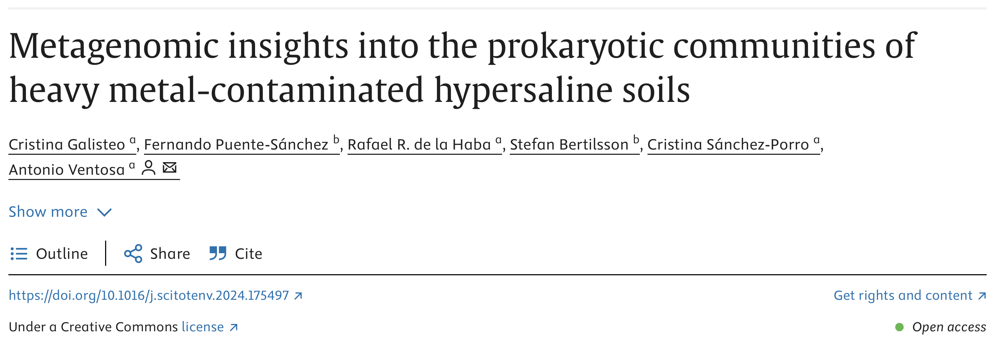 Metagenomic insights into the prokaryotic communities of
heavy metal-contaminated hypersaline soils
Cristina Galisteo a, Fernando Puente-Sánchez b, Rafael R. de la Haba a, Stefan Bertilsson b, Cristina Sánchez-Porro a,
Antonio Ventosa a
Show more
Outline Share Cite
https://doi.org/10.1016/j.scitotenv.2024.175497 Get rights and content
Under a Creative Commons license Open access